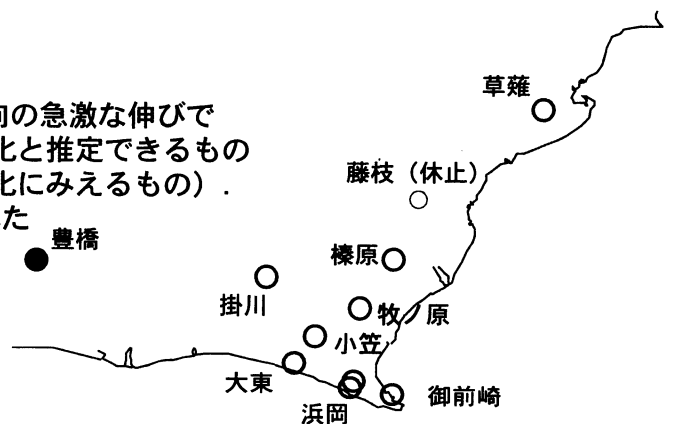 向の急激な伸びで
化と推定できるもの
化にみえるもの）．
た
草薙
藤枝（休止）
豊橋
榛原
掛川
牧ノ原
小笠
大東
御前崎
浜岡